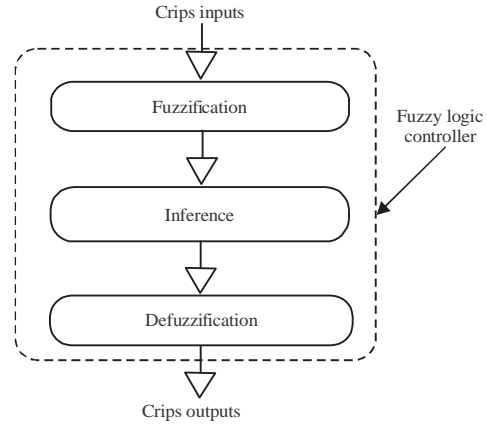 Crips inputs
Fuzzification
Fuzzy logic
controller
Inference
Defuzzification
Crips outputs